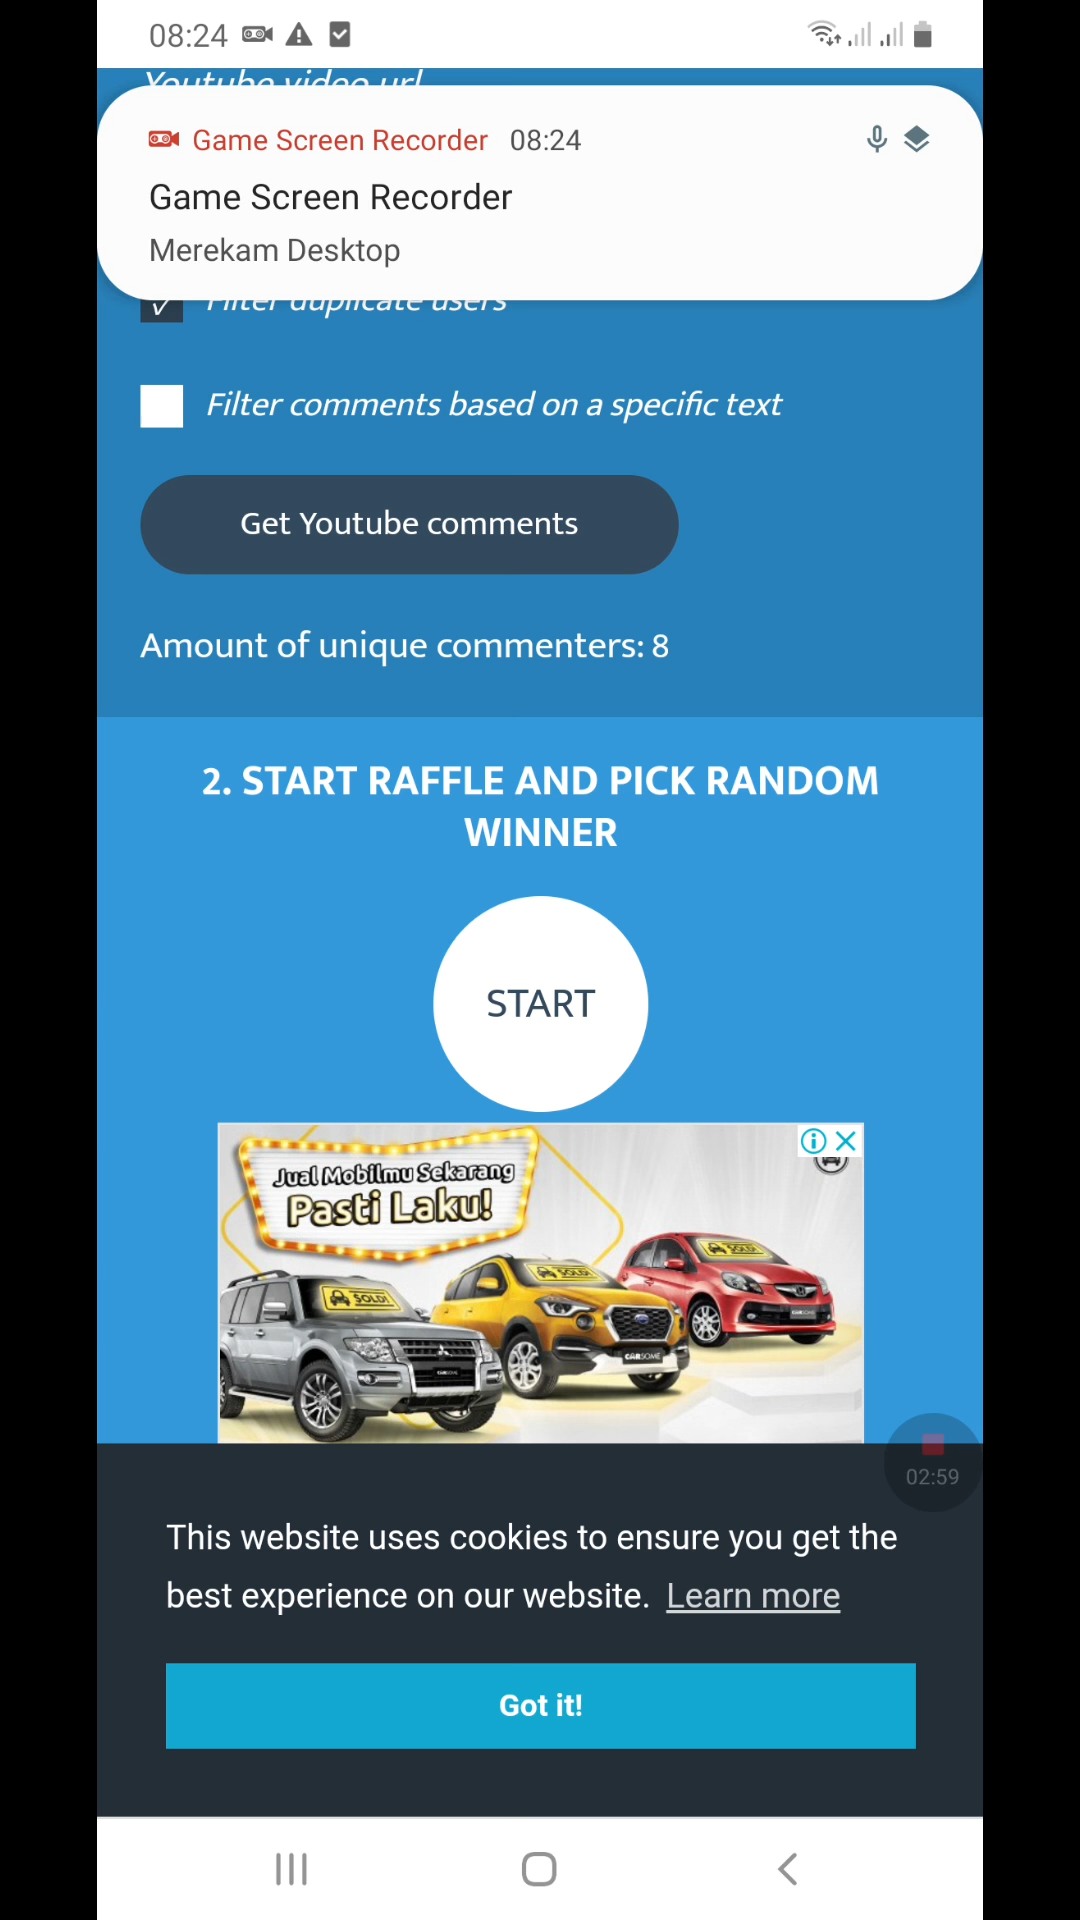 08:24
Youtube video url
Game Screen Recorder 08:24
Game Screen Recorder
Merekam Desktop
Filter duplicate users
Filter comments based on a specific text
Get Youtube comments
Amount of unique commenters: 8
2. START RAFFLE AND PICK RANDOM
WINNER
START
Jual Mobilmu Sekarang
Pasti Laku!
SOLD!
SOLD!
SOLD!
CARSOME
CARSOME
CARSOME
02:59
This website uses cookies to ensure you get the
best experience on our website. Learn more
Got it!